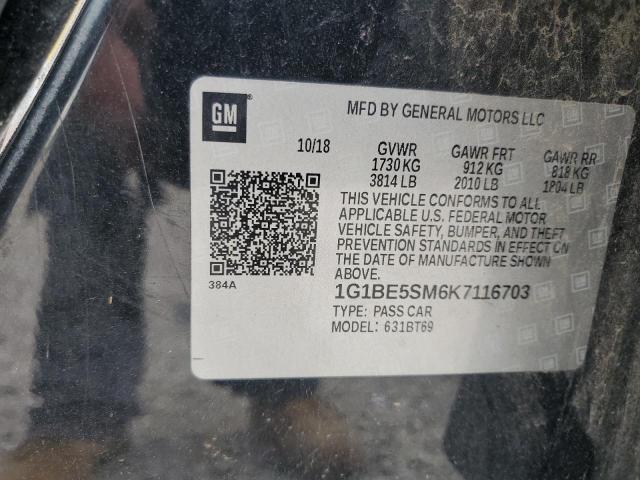 GM
MFD BY GENERAL MOTORS LLC
10/18 GVWR GAWR FRT GAWR RR
1730 KG 912 KG 818 KG
3814 LB 2010 LB 1804 LB
THIS VEHICLE CONFORMS TO ALL
APPLICABLE U.S. FEDERAL MOTOR
VEHICLE SAFETY, BUMPER, AND THEFT
PREVENTION STANDARDS IN EFFECT ON
THE DATE OF MANUFACTURE SHOWN
ABOVE.
384A
1G1BE5SM6K7116703
TYPE: PASS CAR
MODEL: 631BT69